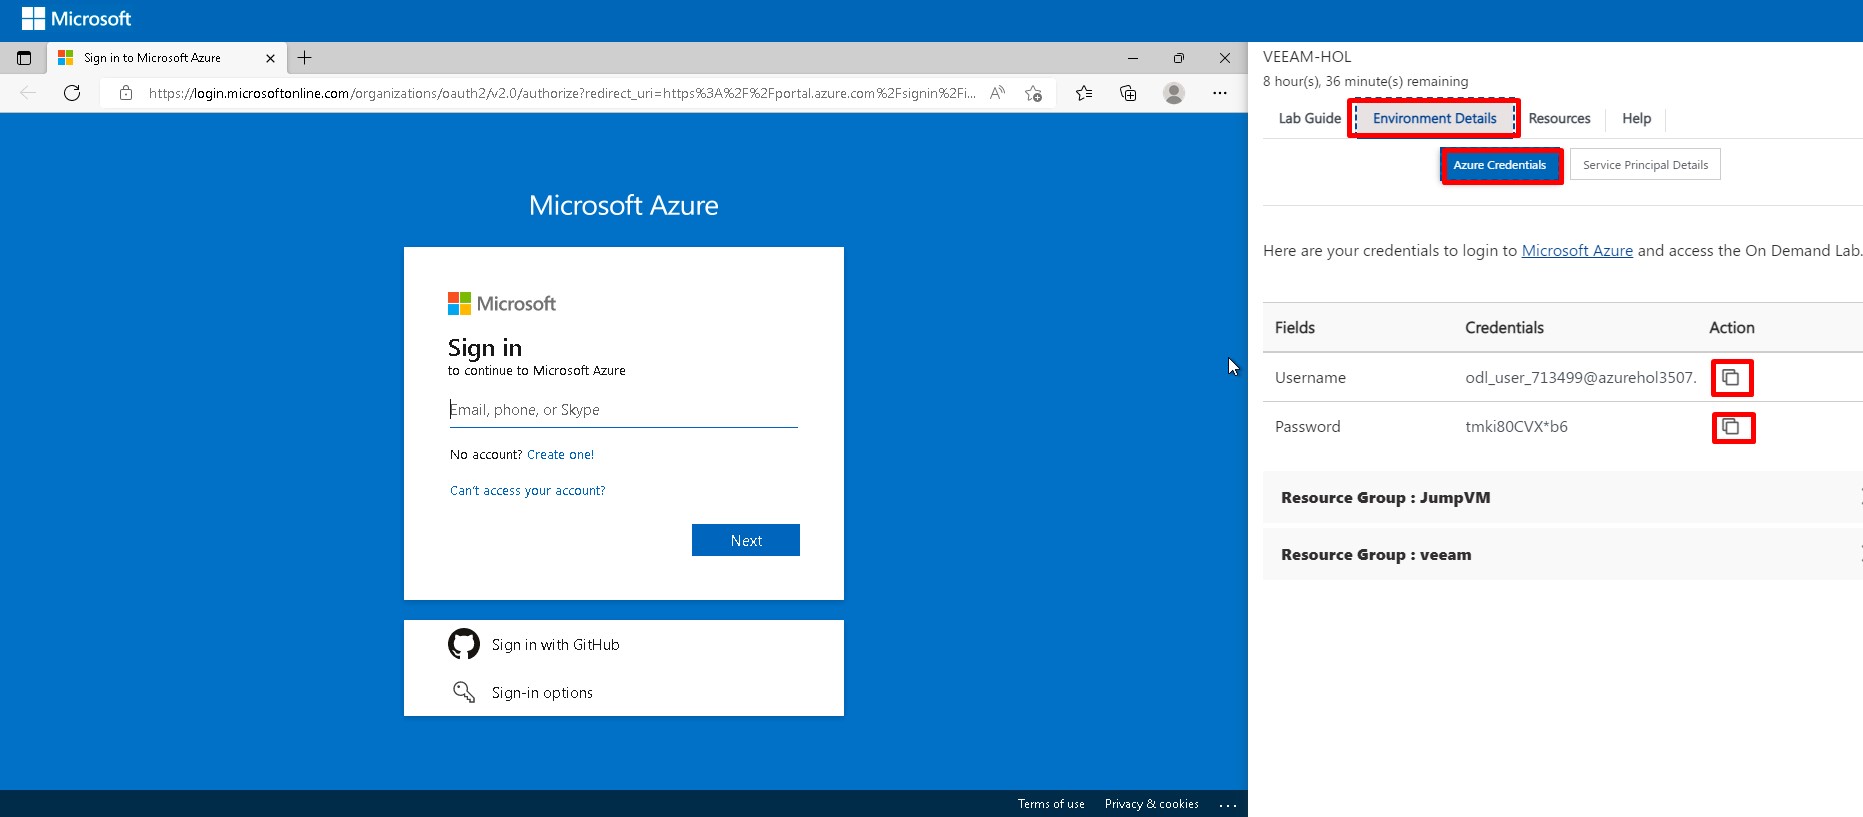 Microsoft
Sign in to Microsoft Azure
https://login.microsoftonline.com/organizations/oauth2/v2.0/authorize?redirect_uri=https%3A%2F%2Fportal.azure.com%2Fsignin%2Fi...
Microsoft Azure
Microsoft
Sign in
to continue to Microsoft Azure
Email, phone, or Skype
No account? Create one!
Can't access your account?
Next
Sign in with GitHub
Sign-in options
Terms of use Privacy & cookies ...
VEEAM-HOL
8 hour(s), 36 minute(s) remaining
Lab Guide Environment Details Resources Help
Azure Credentials Service Principal Details
Here are your credentials to login to Microsoft Azure and access the On Demand Lab.
Fields Credentials Action
Username odl_user_713499@azurehol3507.
Password tmki80CVX*b6
Resource Group : JumpVM
Resource Group : veeam